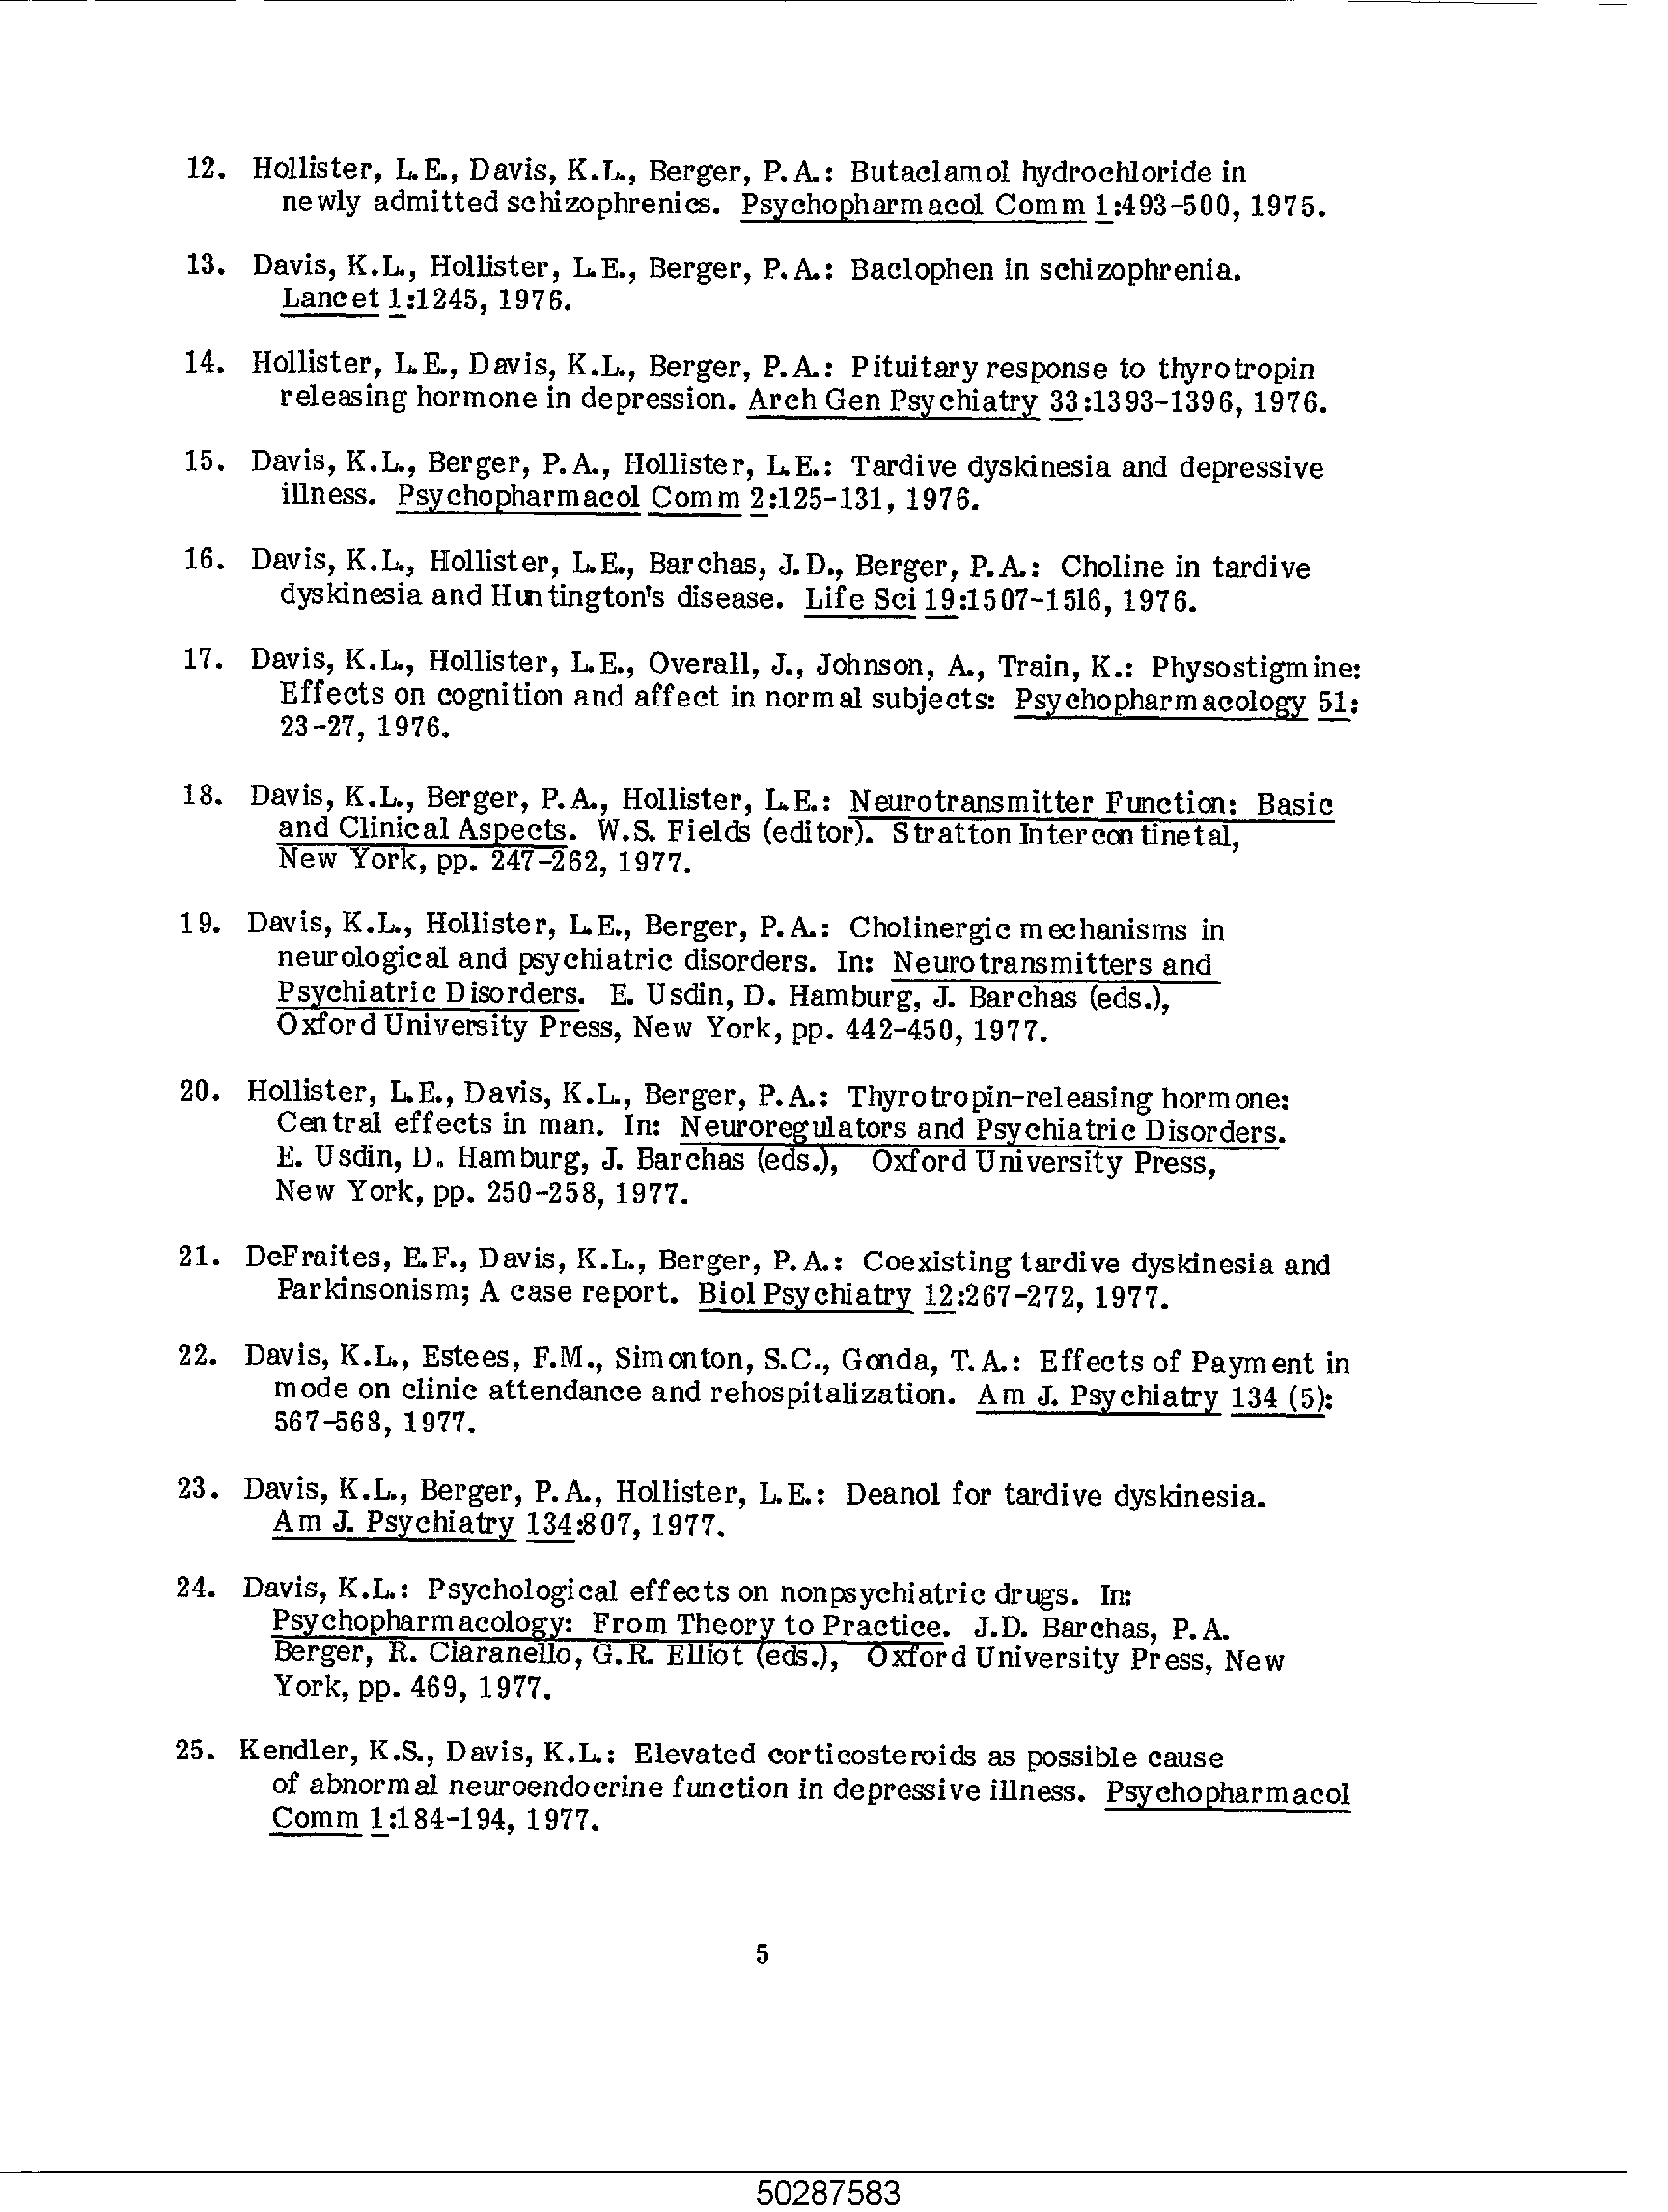 12. Hollister, L.E., Davis, K.L., Berger, P.A.: Butaclamol hydrochloride in
newly admitted schizophrenics. Psychopharmacol Comm 1:493-500, 1975.
13. Davis, K.L., Hollister, L.E., Berger, P.A.: Baclophen in schizophrenia.
Lancet 1:1245, 1976.
14. Hollister, L.E., Davis, K.L., Berger, P.A.: Pituitary response to thyrotropin
releasing hormone in depression. Arch Gen Psychiatry 33:1393-1396, 1976.
15. Davis, K.L., Berger, P.A., Hollister, L.E.: Tardive dyskinesia and depressive
illness. Psychopharmacol Comm 2:125-131, 1976.
16. Davis, K.L., Hollister, L.E., Barchas, J.D., Berger, P.A.: Choline in tardive
dyskinesia and Huntington's disease. Life Sci 19:1507-1516, 1976.
17. Davis, K.L., Hollister, L.E., Overall, J., Johnson, A., Train, K.: Physostigmine:
Effects on cognition and affect in normal subjects: Psychopharmacology 51:
23-27, 1976.
18. Davis, K.L., Berger, P.A., Hollister, L.E.: Neurotransmitter Function: Basic
and Clinical Aspects. W.S. Fields (editor). Stratton Intercontinetal,
New York, pp. 247-262, 1977.
19. Davis, K.L., Hollister, L.E., Berger, P.A.: Cholinergic mechanisms in
neurological and psychiatric disorders. In: Neurotransmitters and
Psychiatric Disorders. E. Usdin, D. Hamburg, J. Barchas (eds.),
Oxford University Press, New York, pp. 442-450, 1977.
20. Hollister, L.E., Davis, K.L., Berger, P.A.: Thyrotropin-releasing hormone:
Central effects in man. In: Neuroregulators and Psychiatric Disorders.
E. Usdin, D. Hamburg, J. Barchas (eds.), Oxford University Press,
New York, pp. 250-258, 1977.
21. DeFraites, E.F., Davis, K.L., Berger, P.A.: Coexisting tardive dyskinesia and
Parkinsonism; A case report. Biol Psychiatry 12:267-272, 1977.
22. Davis, K.L., Estees, F.M., Simonton, S.C., Gonda, T.A.: Effects of Payment in
mode on clinic attendance and rehospitalization. Am J. Psychiatry 134 (5):
567-568, 1977.
23. Davis, K.L., Berger, P.A., Hollister, L.E.: Deanol for tardive dyskinesia.
Am J. Psychiatry 134:807, 1977.
24. Davis, K.L.: Psychological effects on nonpsychiatric drugs. In:
Psychopharmacology: From Theory to Practice. J.D. Barchas, P.A.
Berger, R. Ciaranello, G.R. Elliot (eds.), Oxford University Press, New
York, pp. 469, 1977.
25. Kendler, K.S., Davis, K.L.: Elevated corticosteroids as possible cause
of abnormal neuroendocrine function in depressive illness. Psychopharmacol
Comm 1:184-194, 1977.
5
50287583